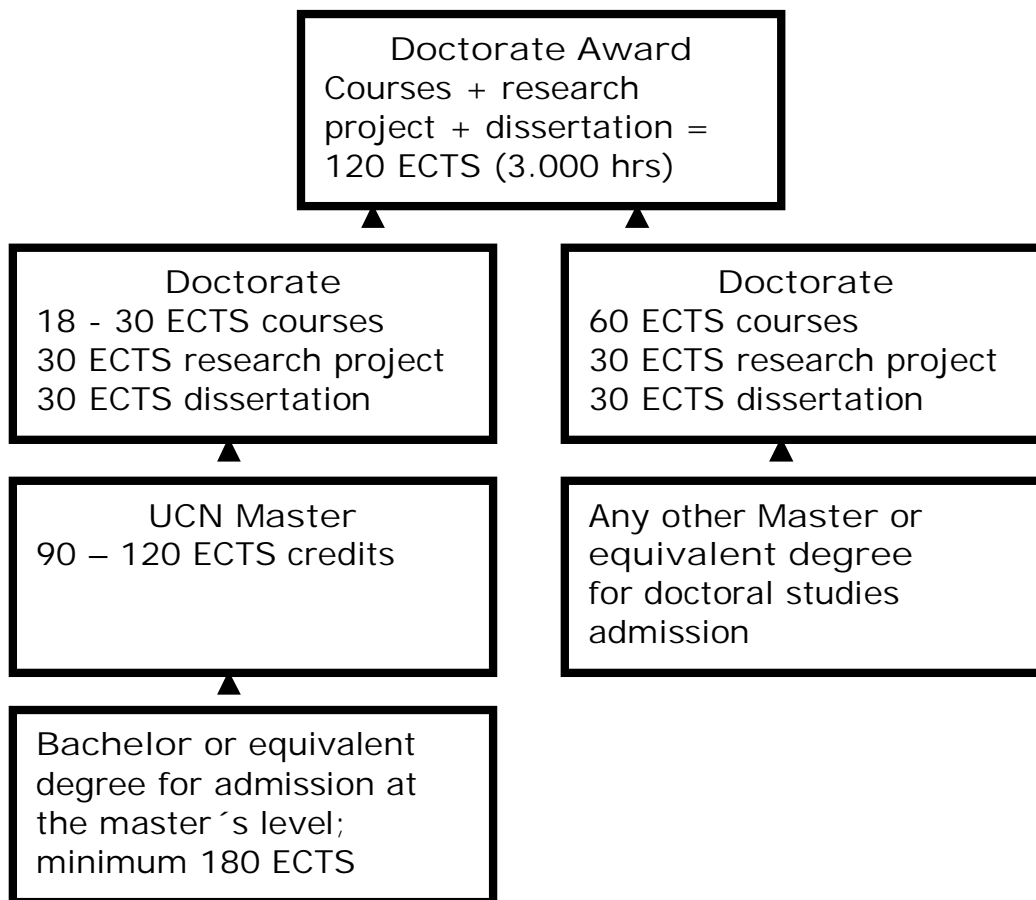 Doctorate Award
Courses + research
project + dissertation =
120 ECTS (3.000 hrs)
Doctorate
18 - 30 ECTS courses
30 ECTS research project
30 ECTS dissertation
Doctorate
60 ECTS courses
30 ECTS research project
30 ECTS dissertation
UCN Master
90 – 120 ECTS credits
Any other Master or
equivalent degree
for doctoral studies
admission
Bachelor or equivalent
degree for admission at
the master´s level;
minimum 180 ECTS